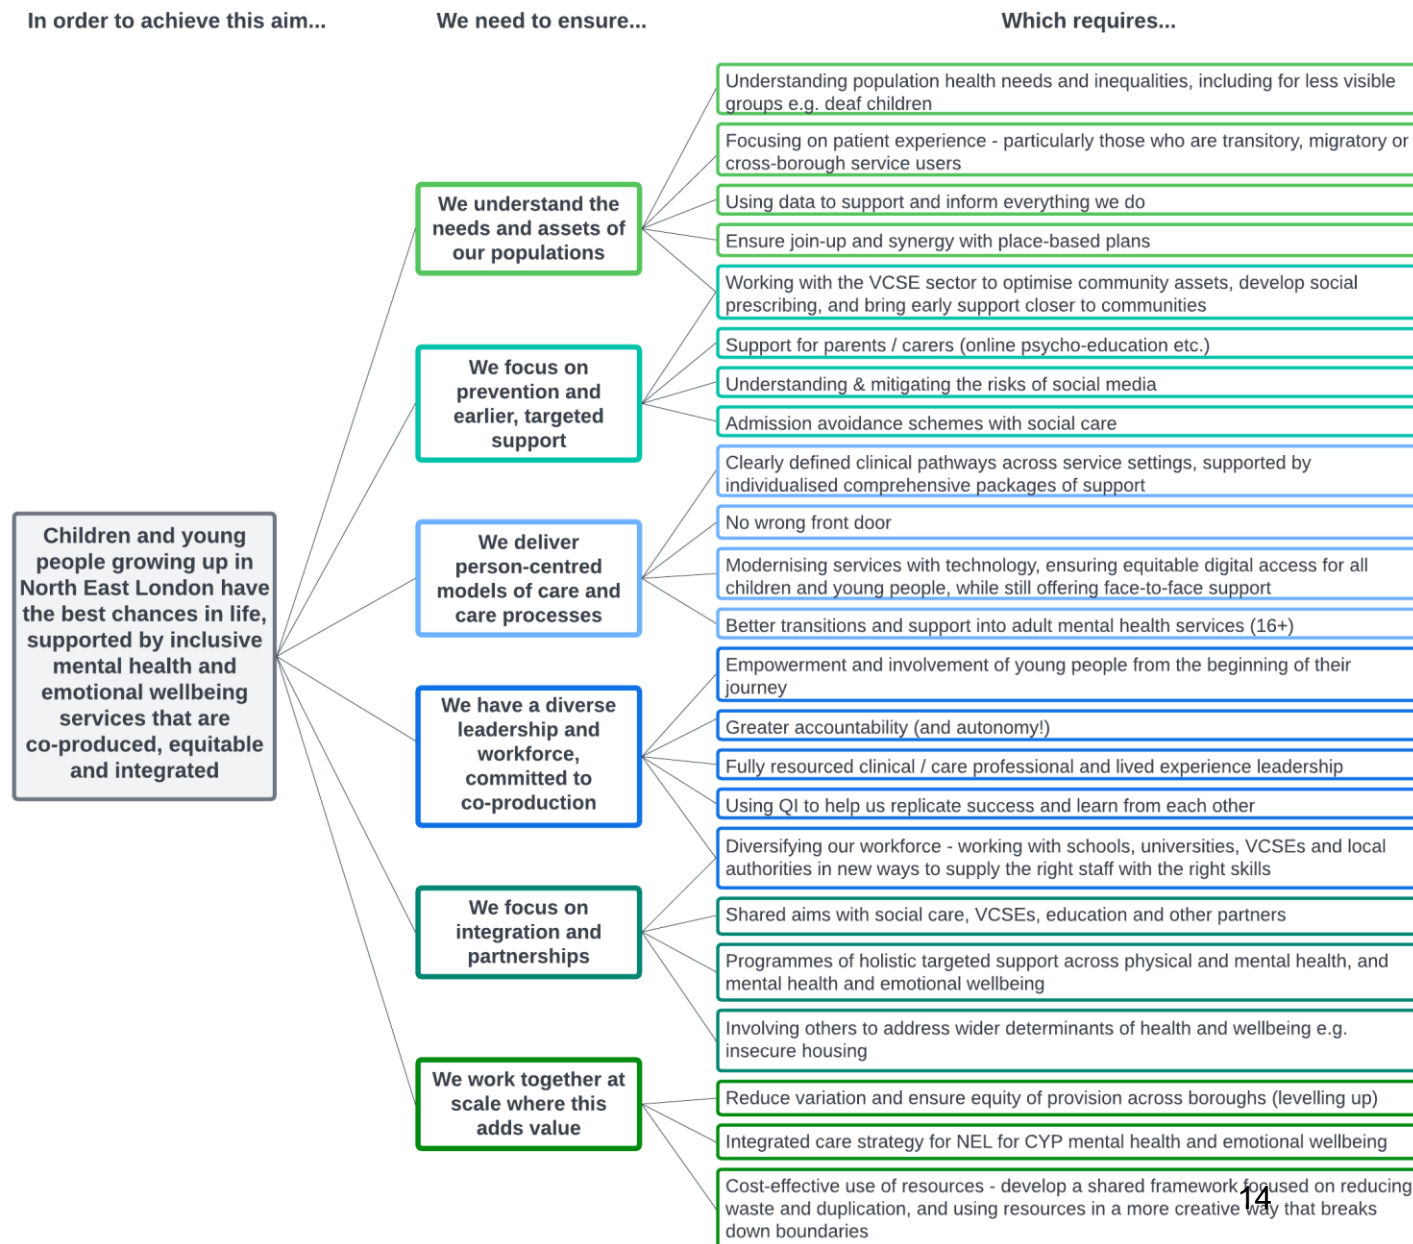 In order to achieve this aim...
We need to ensure...
Which requires...
Children and young
people growing up in
North East London have
the best chances in life,
supported by inclusive
mental health and
emotional wellbeing
services that are
co-produced, equitable
and integrated
We understand the
needs and assets of
our populations
We focus on
prevention and
earlier, targeted
support
We deliver
person-centred
models of care and
care processes
We have a diverse
leadership and
workforce,
committed to
co-production
We focus on
integration and
partnerships
We work together at
scale where this
adds value
Understanding population health needs and inequalities, including for less visible
groups e.g. deaf children
Focusing on patient experience - particularly those who are transitory, migratory or
cross-borough service users
Using data to support and inform everything we do
Ensure join-up and synergy with place-based plans
Working with the VCSE sector to optimise community assets, develop social
prescribing, and bring early support closer to communities
Support for parents / carers (online psycho-education etc.)
Understanding & mitigating the risks of social media
Admission avoidance schemes with social care
Clearly defined clinical pathways across service settings, supported by
individualised comprehensive packages of support
No wrong front door
Modernising services with technology, ensuring equitable digital access for all
children and young people, while still offering face-to-face support
Better transitions and support into adult mental health services (16+)
Empowerment and involvement of young people from the beginning of their
journey
Greater accountability (and autonomy!)
Fully resourced clinical / care professional and lived experience leadership
Using QI to help us replicate success and learn from each other
Diversifying our workforce - working with schools, universities, VCSEs and local
authorities in new ways to supply the right staff with the right skills
Shared aims with social care, VCSEs, education and other partners
Programmes of holistic targeted support across physical and mental health, and
mental health and emotional wellbeing
Involving others to address wider determinants of health and wellbeing e.g.
insecure housing
Reduce variation and ensure equity of provision across boroughs (levelling up)
Integrated care strategy for NEL for CYP mental health and emotional wellbeing
Cost-effective use of resources - develop a shared framework focused on reducing
waste and duplication, and using resources in a more creative way that breaks
down boundaries
14